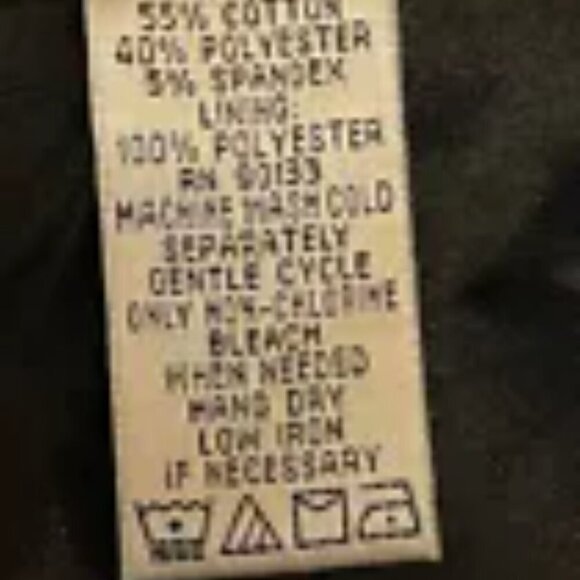 55% COTTON
40% POLYESTER
5% SPANDEX
LINING:
100% POLYESTER
RN 90133
MACHINE WASH COLD
SEPARATELY
GENTLE CYCLE
ONLY NON-CHLORINE
BLEACH
WHEN NEEDED
HAND DRY
LOW IRON
IF NECESSARY